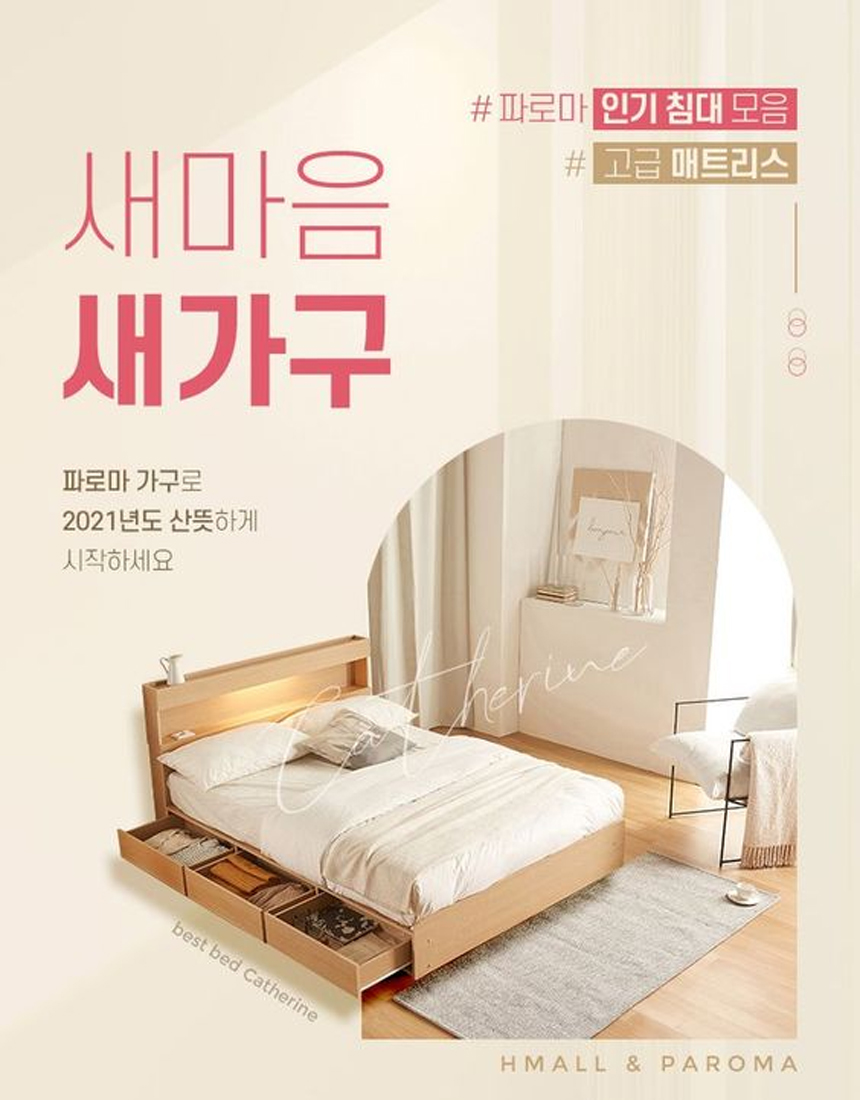 # 파로마 인기 침대 모음
# 고급 매트리스
새마음
새가구
파로마 가구로
2021년도 산뜻하게
시작하세요
bonjour
Catherine
best bed Catherine
HMALL & PAROMA